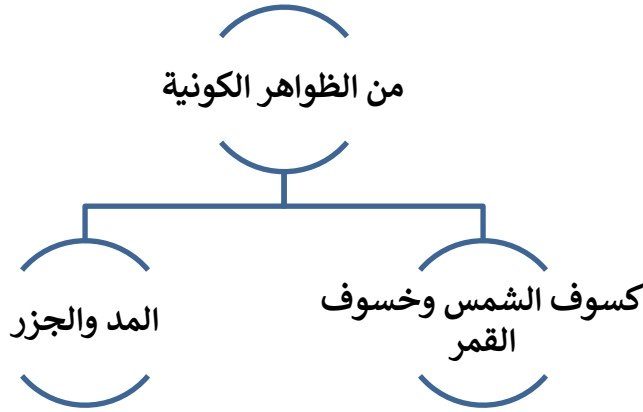 من الظواهر الكونية
كسوف الشمس وخسوف
القمر
المد والجزر